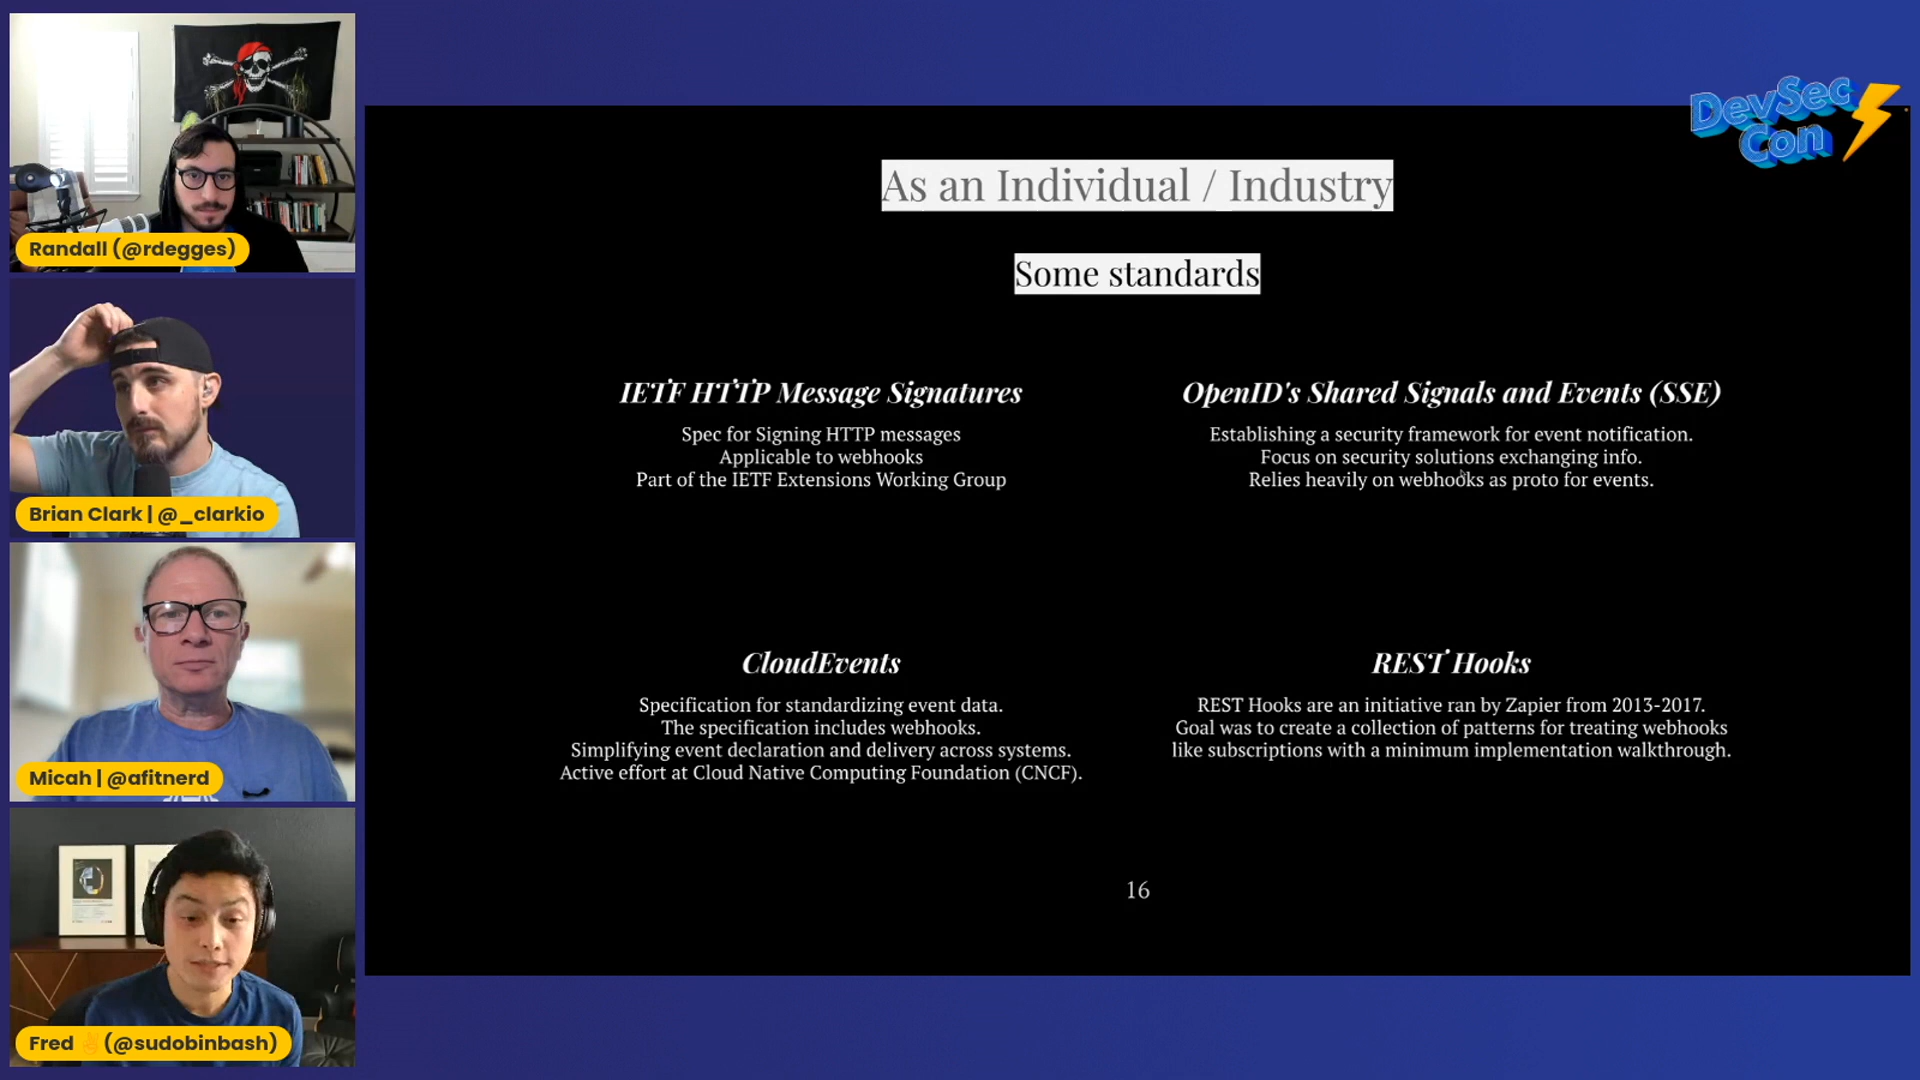 Randall (@rdegges)
Brian Clark | @_clarkio
Micah | @afitnerd
Fred ✌ (@sudobinbash)
DevSec
Con
As an Individual / Industry
Some standards
IETF HTTP Message Signatures
Spec for Signing HTTP messages
Applicable to webhooks
Part of the IETF Extensions Working Group
OpenID's Shared Signals and Events (SSE)
Establishing a security framework for event notification.
Focus on security solutions exchanging info.
Relies heavily on webhooks as proto for events.
CloudEvents
Specification for standardizing event data.
The specification includes webhooks.
Simplifying event declaration and delivery across systems.
Active effort at Cloud Native Computing Foundation (CNCF).
REST Hooks
REST Hooks are an initiative ran by Zapier from 2013-2017.
Goal was to create a collection of patterns for treating webhooks
like subscriptions with a minimum implementation walkthrough.
16